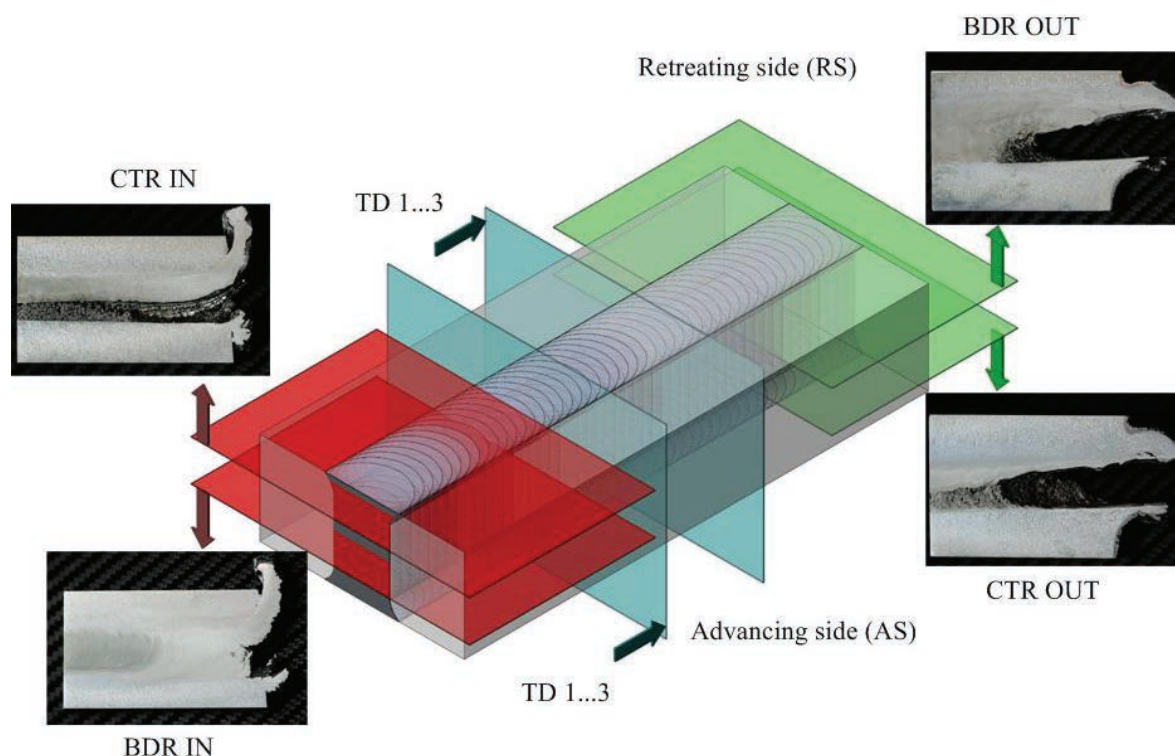 BDR OUT
Retreating side (RS)
CTR IN
TD 1...3
CTR OUT
Advancing side (AS)
TD 1...3
BDR IN